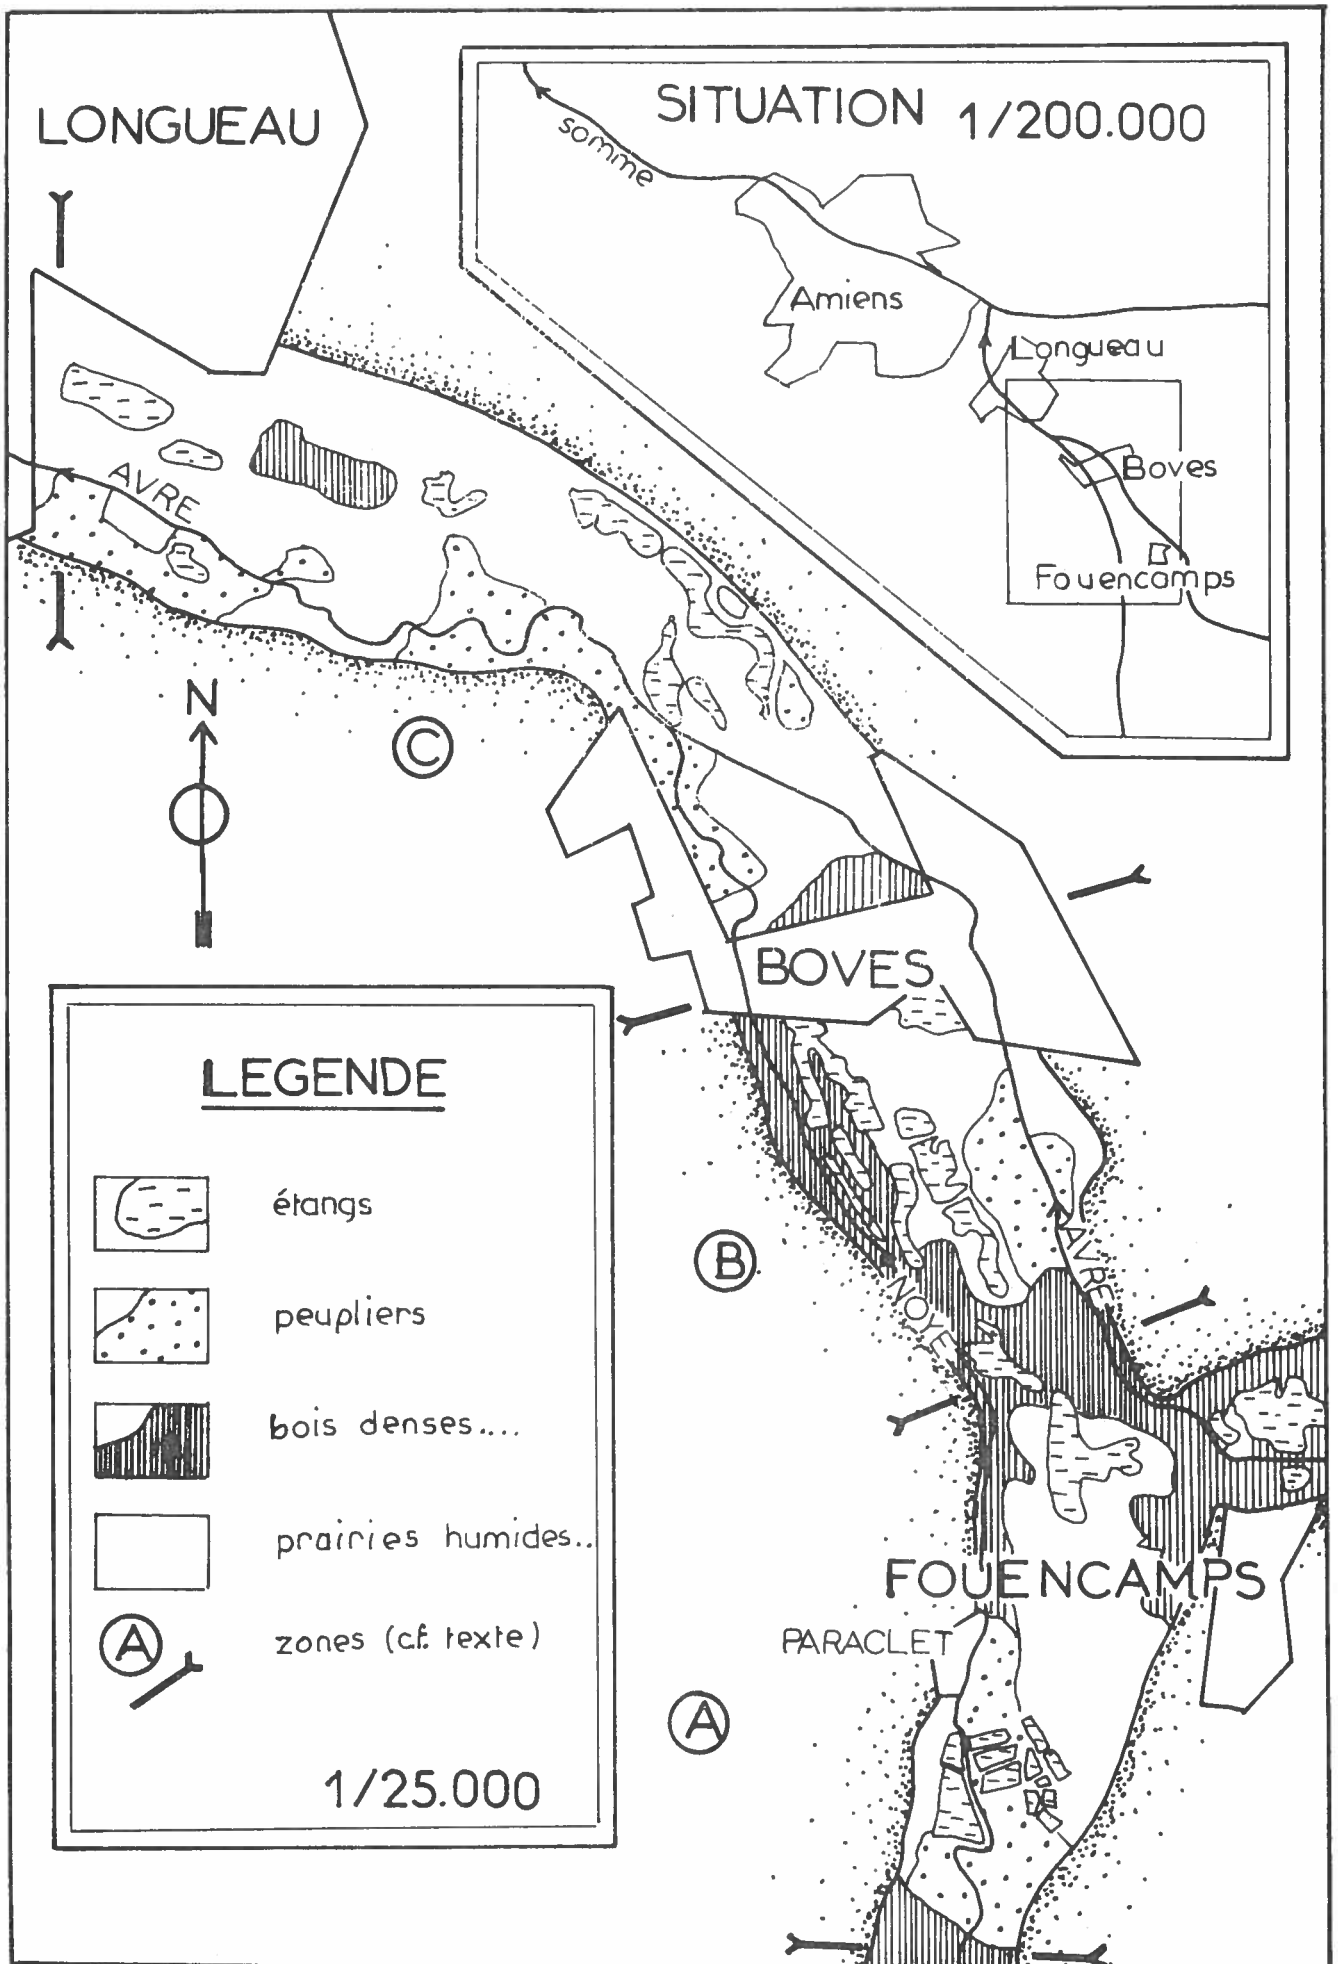 LONGUEAU
SITUATION 1/200.000
somme
Amiens
Longueau
Boves
Fouencamps
AVRE
N
C
BOVES
LEGENDE
étangs
peupliers
bois denses....
prairies humides..
A zones (cf. texte)
1/25.000
B
AVRE
NOYE
FOUENCAMPS
PARACLET
A